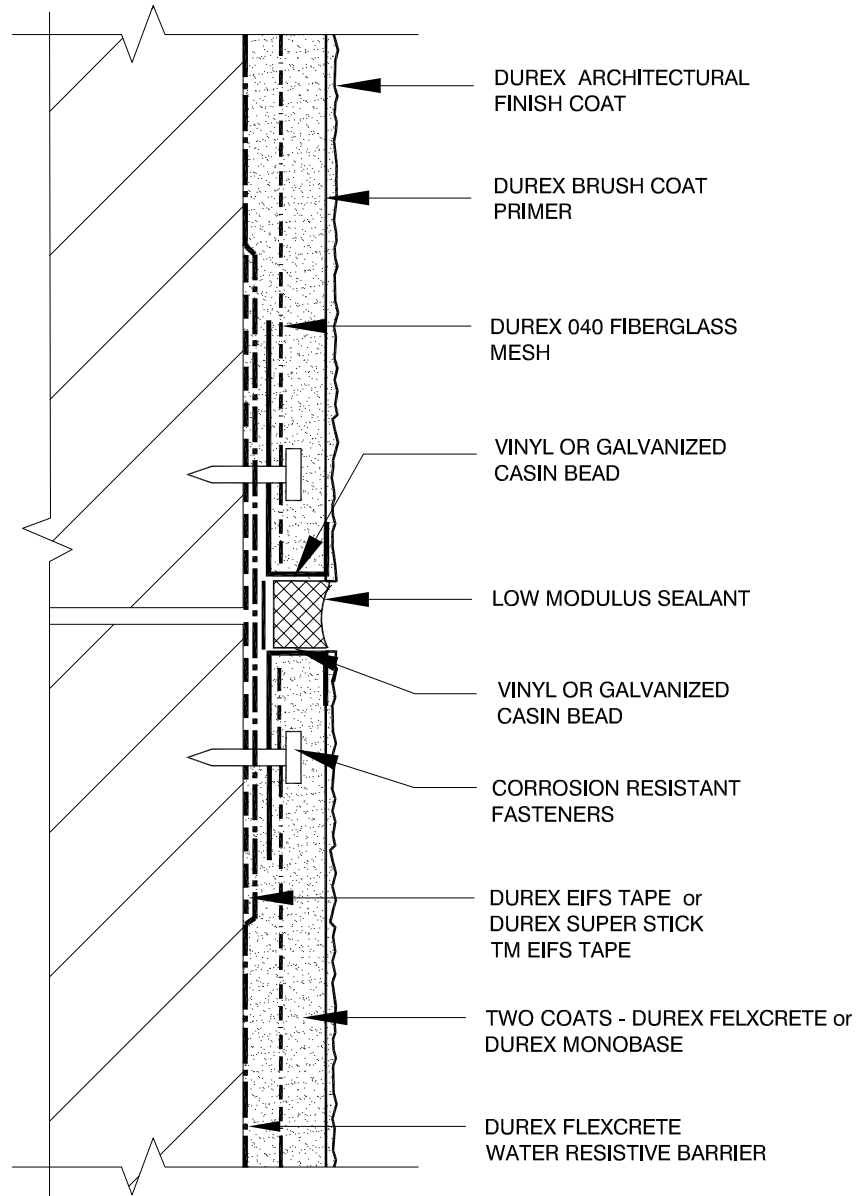 DUREX ARCHITECTURAL
FINISH COAT
DUREX BRUSH COAT
PRIMER
DUREX 040 FIBERGLASS
MESH
VINYL OR GALVANIZED
CASIN BEAD
LOW MODULUS SEALANT
VINYL OR GALVANIZED
CASIN BEAD
CORROSION RESISTANT
FASTENERS
DUREX EIFS TAPE or
DUREX SUPER STICK
TM EIFS TAPE
TWO COATS - DUREX FELXCRETE or
DUREX MONOBASE
DUREX FLEXCRETE
WATER RESISTIVE BARRIER